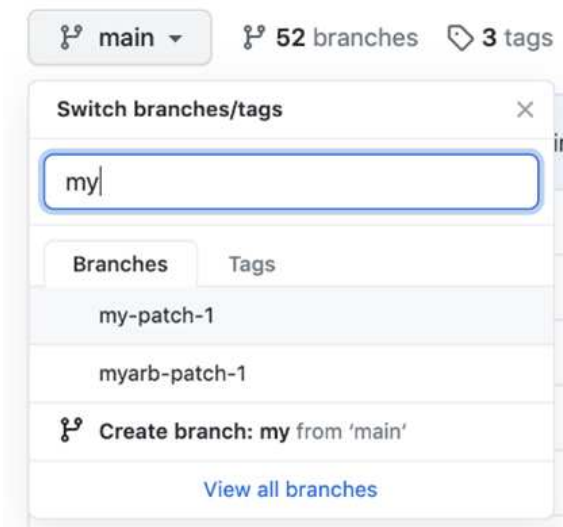 main 52 branches 3 tags
Switch branches/tags
my
Branches Tags
my-patch-1
myarb-patch-1
Create branch: my from ‘main’
View all branches